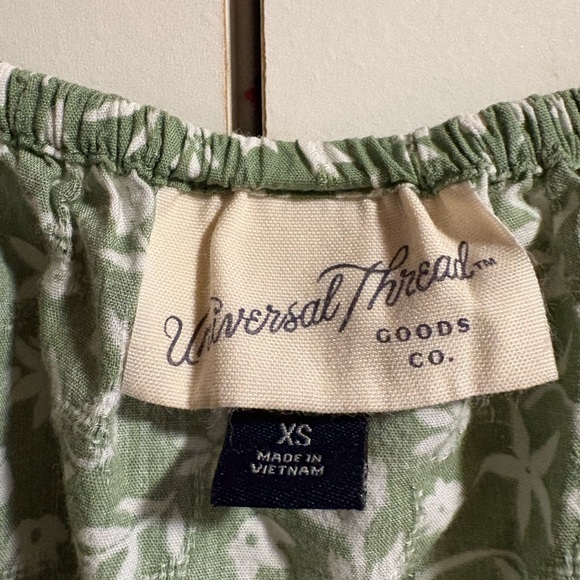 Universal Thread™
GOODS
CO.
XS
MADE IN
VIETNAM